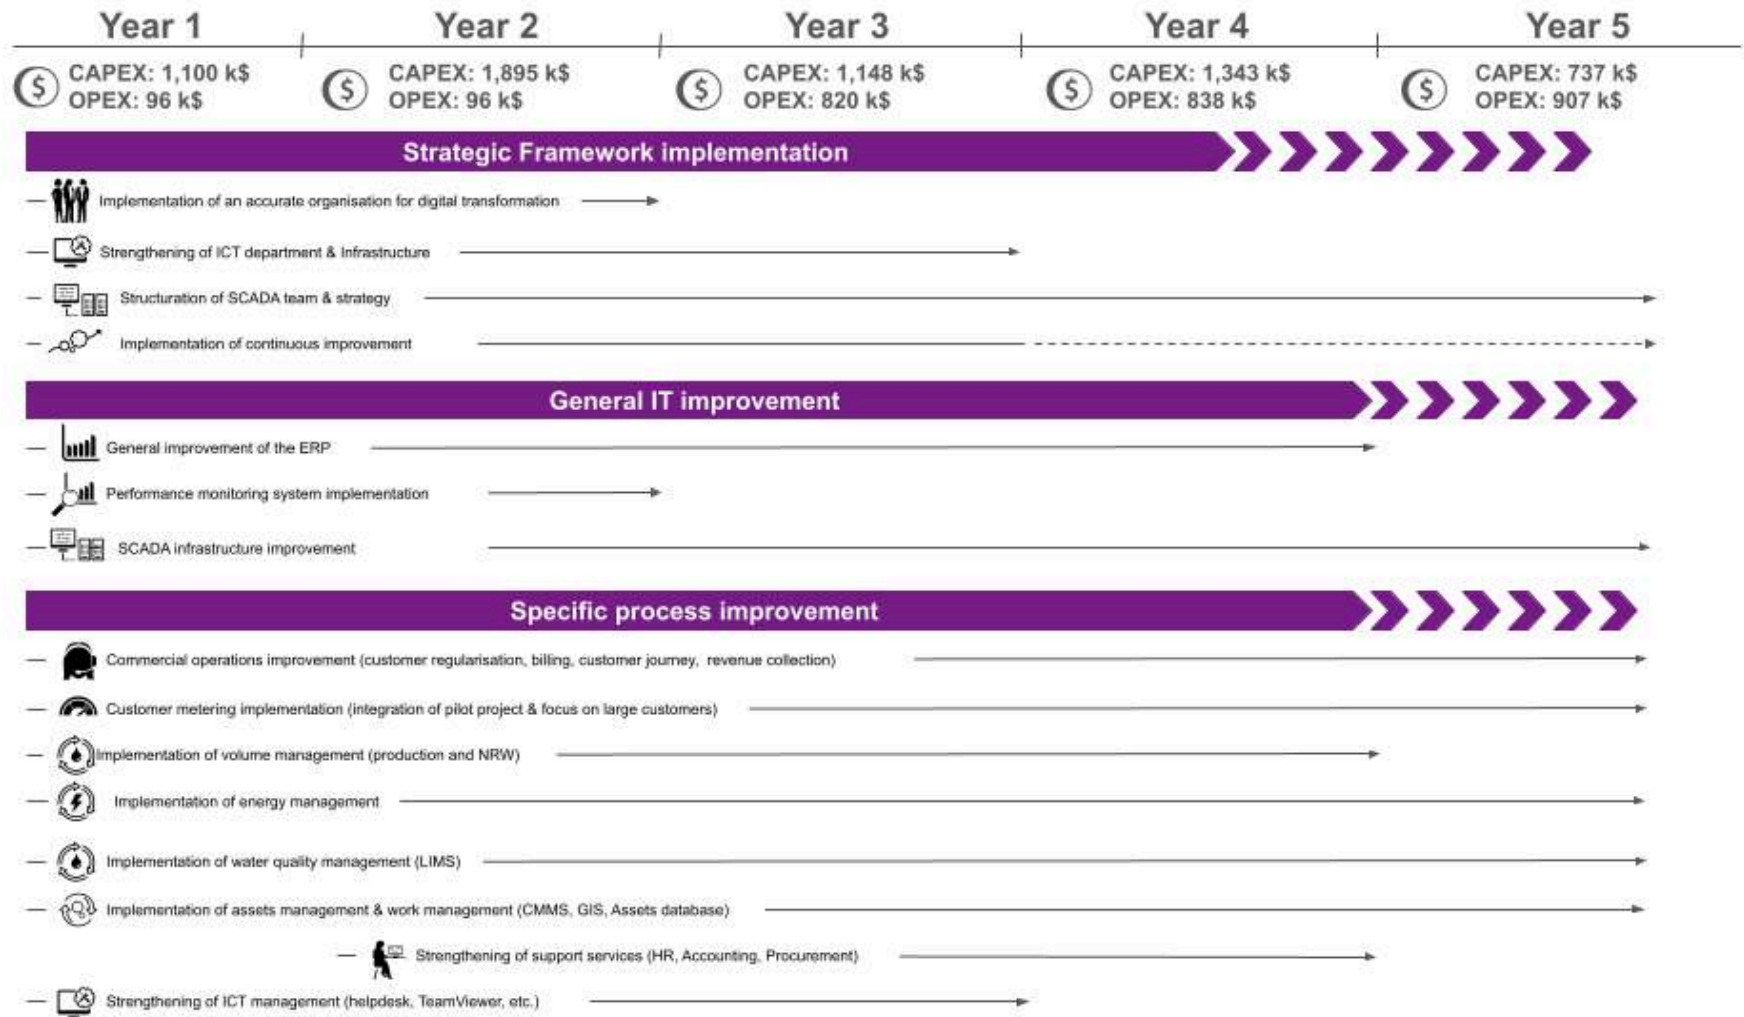 Year 1 Year 2 Year 3 Year 4 Year 5
CAPEX: 1,100 k$ CAPEX: 1,895 k$ CAPEX: 1,148 k$ CAPEX: 1,343 k$ CAPEX: 737 k$
OPEX: 96 k$ OPEX: 96 k$ OPEX: 820 k$ OPEX: 838 k$ OPEX: 907 k$
Strategic Framework implementation
Implementation of an accurate organisation for digital transformation
Strengthening of ICT department & Infrastructure
Structuration of SCADA team & strategy
Implementation of continuous improvement
General IT improvement
General improvement of the ERP
Performance monitoring system implementation
SCADA infrastructure improvement
Specific process improvement
Commercial operations improvement (customer regularisation, billing, customer journey, revenue collection)
Customer metering implementation (integration of pilot project & focus on large customers)
Implementation of volume management (production and NRW)
Implementation of energy management
Implementation of water quality management (LIMS)
Implementation of assets management & work management (CMMS, GIS, Assets database)
Strengthening of support services (HR, Accounting, Procurement)
Strengthening of ICT management (helpdesk, TeamViewer, etc.)